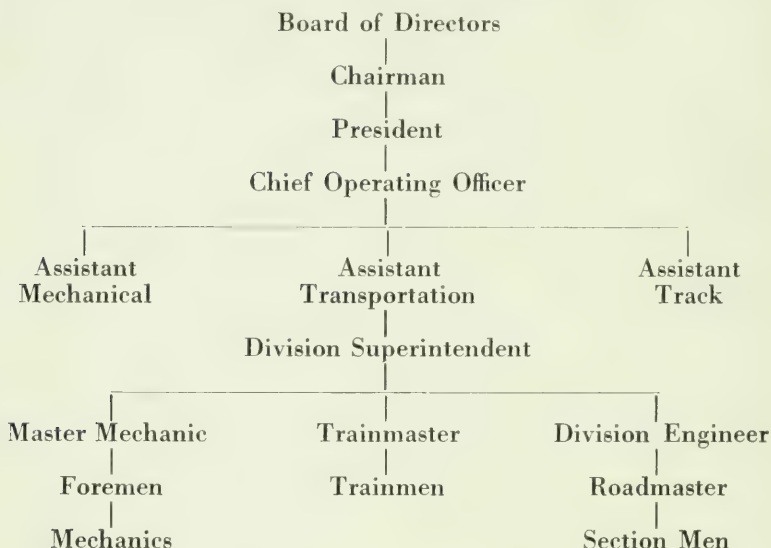 Board of Directors
Chairman
President
Chief Operating Officer
Assistant Mechanical
Assistant Transportation
Assistant Track
Division Superintendent
Master Mechanic
Trainmaster
Division Engineer
Foremen
Trainmen
Roadmaster
Mechanics
Section Men